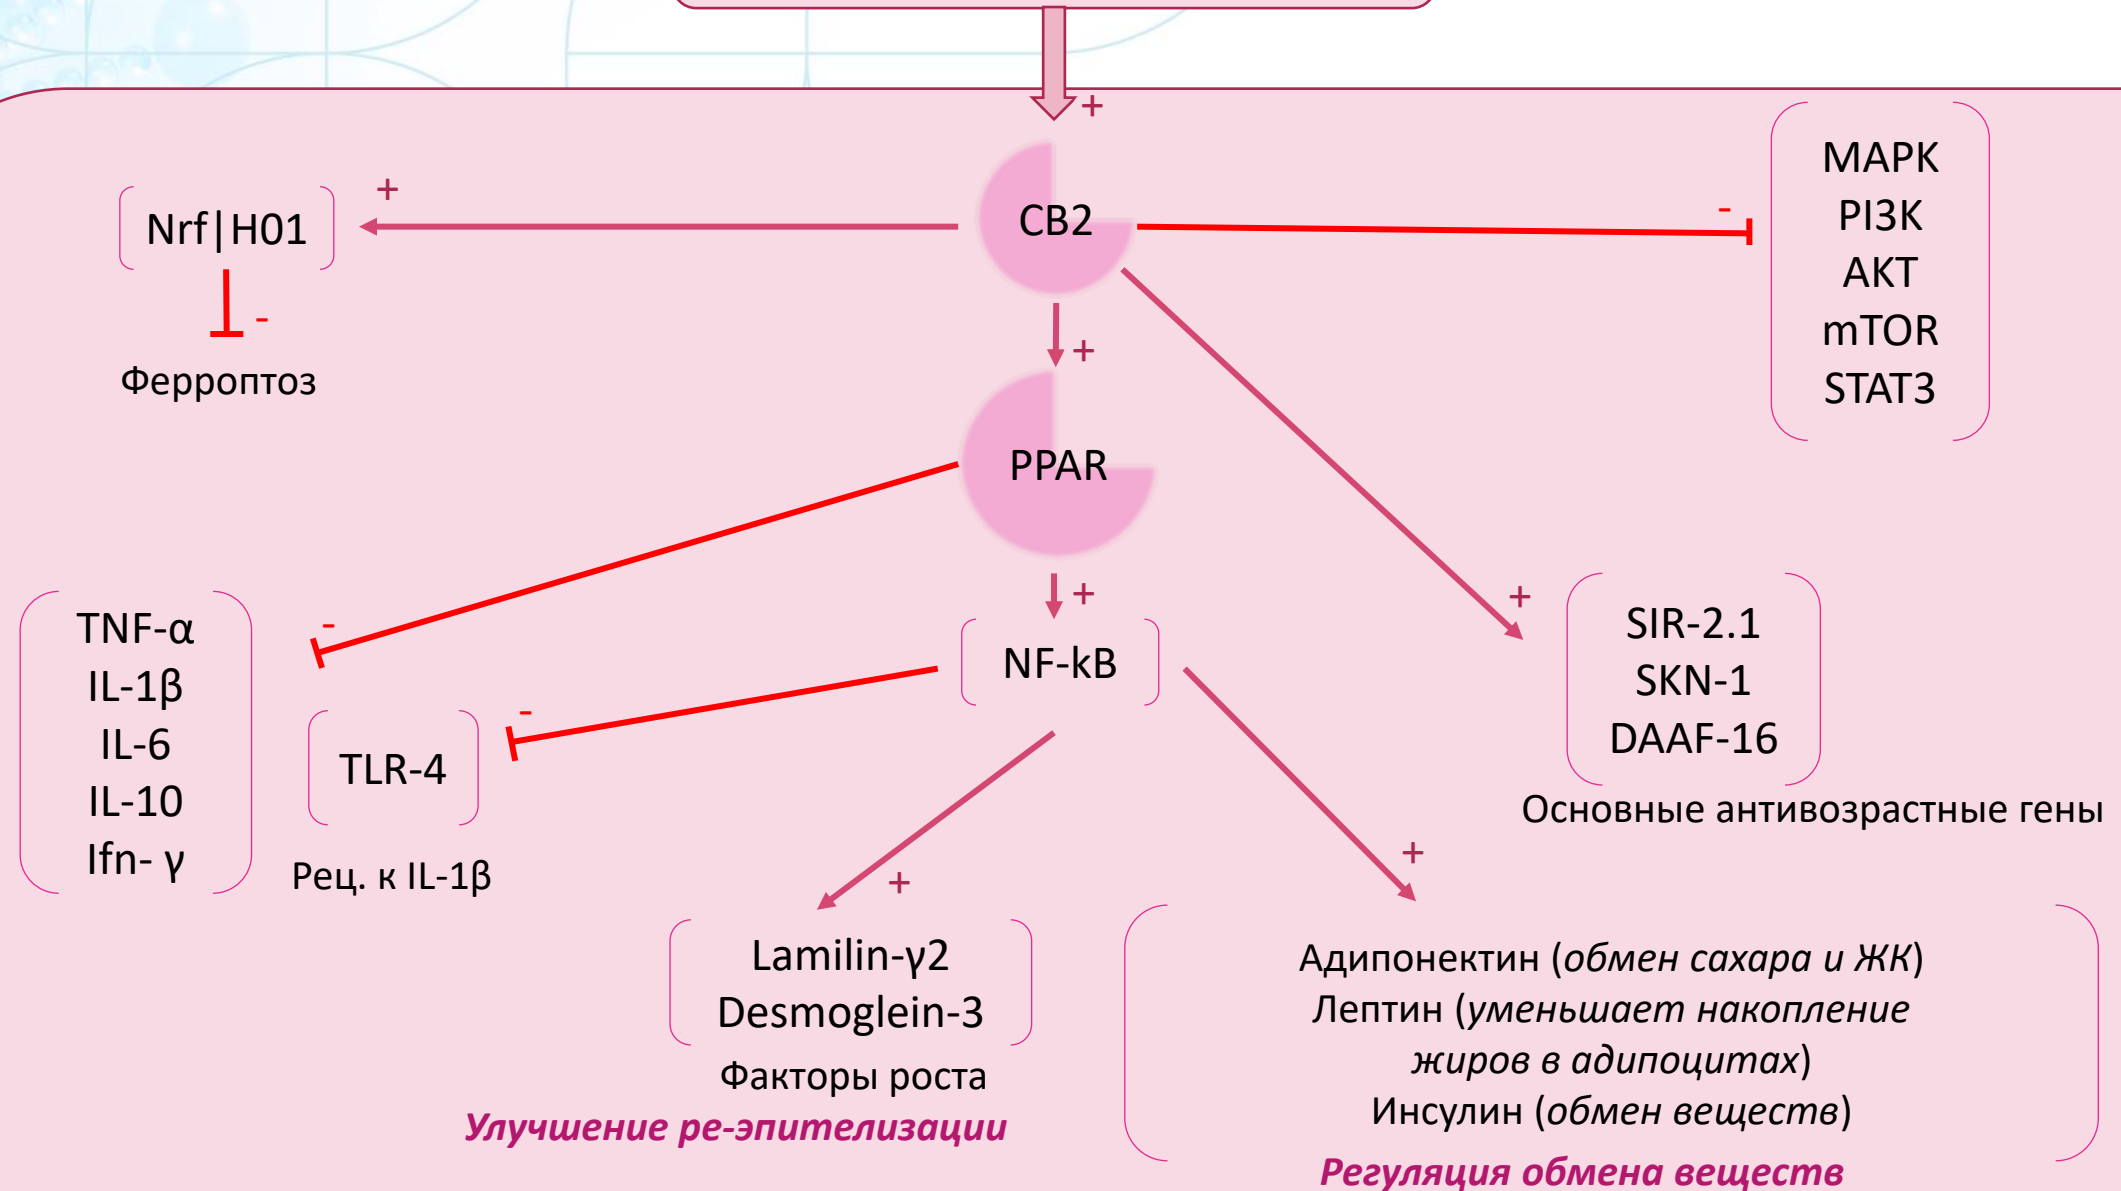 +
CB2
+
Nrf|H01
-
Ферроптоз
-
MAPK
PI3K
AKT
mTOR
STAT3
+
PPAR
-
TNF-α
IL-1β
IL-6
IL-10
Ifn- γ
+
NF-kB
-
TLR-4
Рец. к IL-1β
+
SIR-2.1
SKN-1
DAAF-16
Основные антивозрастные гены
+
Lamilin-γ2
Desmoglein-3
Факторы роста
Улучшение ре-эпителизации
+
Адипонектин (обмен сахара и ЖК)
Лептин (уменьшает накопление
жиров в адипоцитах)
Инсулин (обмен веществ)
Регуляция обмена веществ